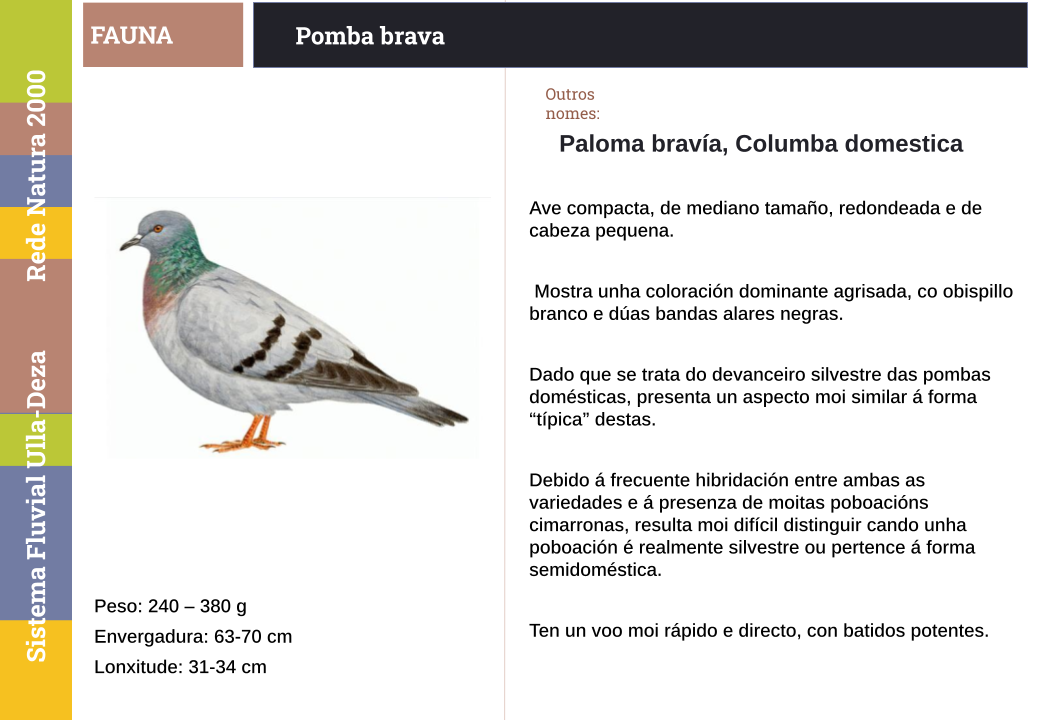 FAUNA
Pomba brava
Rede Natura 2000
Sistema Fluvial Ulla-Deza
Outros
nomes:
Paloma bravía, Columba domestica
Ave compacta, de mediano tamaño, redondeada e de
cabeza pequena.
Mostra unha coloración dominante agrisada, co obispillo
branco e dúas bandas alares negras.
Dado que se trata do devanceiro silvestre das pombas
domésticas, presenta un aspecto moi similar á forma
“típica” destas.
Debido á frecuente hibridación entre ambas as
variedades e á presenza de moitas poboacións
cimarronas, resulta moi difícil distinguir cando unha
poboación é realmente silvestre ou pertence á forma
semidoméstica.
Ten un voo moi rápido e directo, con batidos potentes.
Peso: 240 – 380 g
Envergadura: 63-70 cm
Lonxitude: 31-34 cm